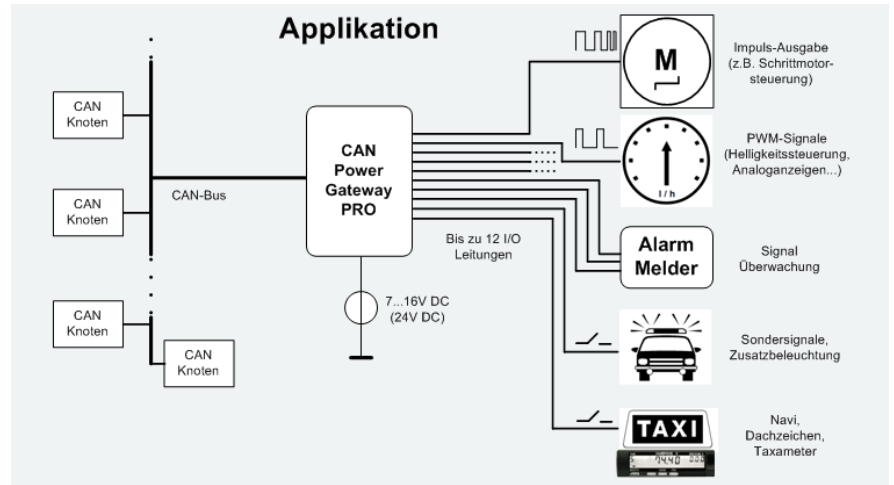 Applikation
CAN
Knoten
CAN
Knoten
CAN
Knoten
CAN
Knoten
CAN-Bus
CAN
Power
Gateway
PRO
7...16V DC
(24V DC)
Bis zu 12 I/O
Leitungen
M
Impuls-Ausgabe
(z.B. Schrittmotor-
steuerung)
l / h
PWM-Signale
(Helligkeitssteuerung,
Analoganzeigen...)
Alarm
Melder
Signal
Überwachung
Sondersignale,
Zusatzbeleuchtung
TAXI
74.40
Navi,
Dachzeichen,
Taxameter